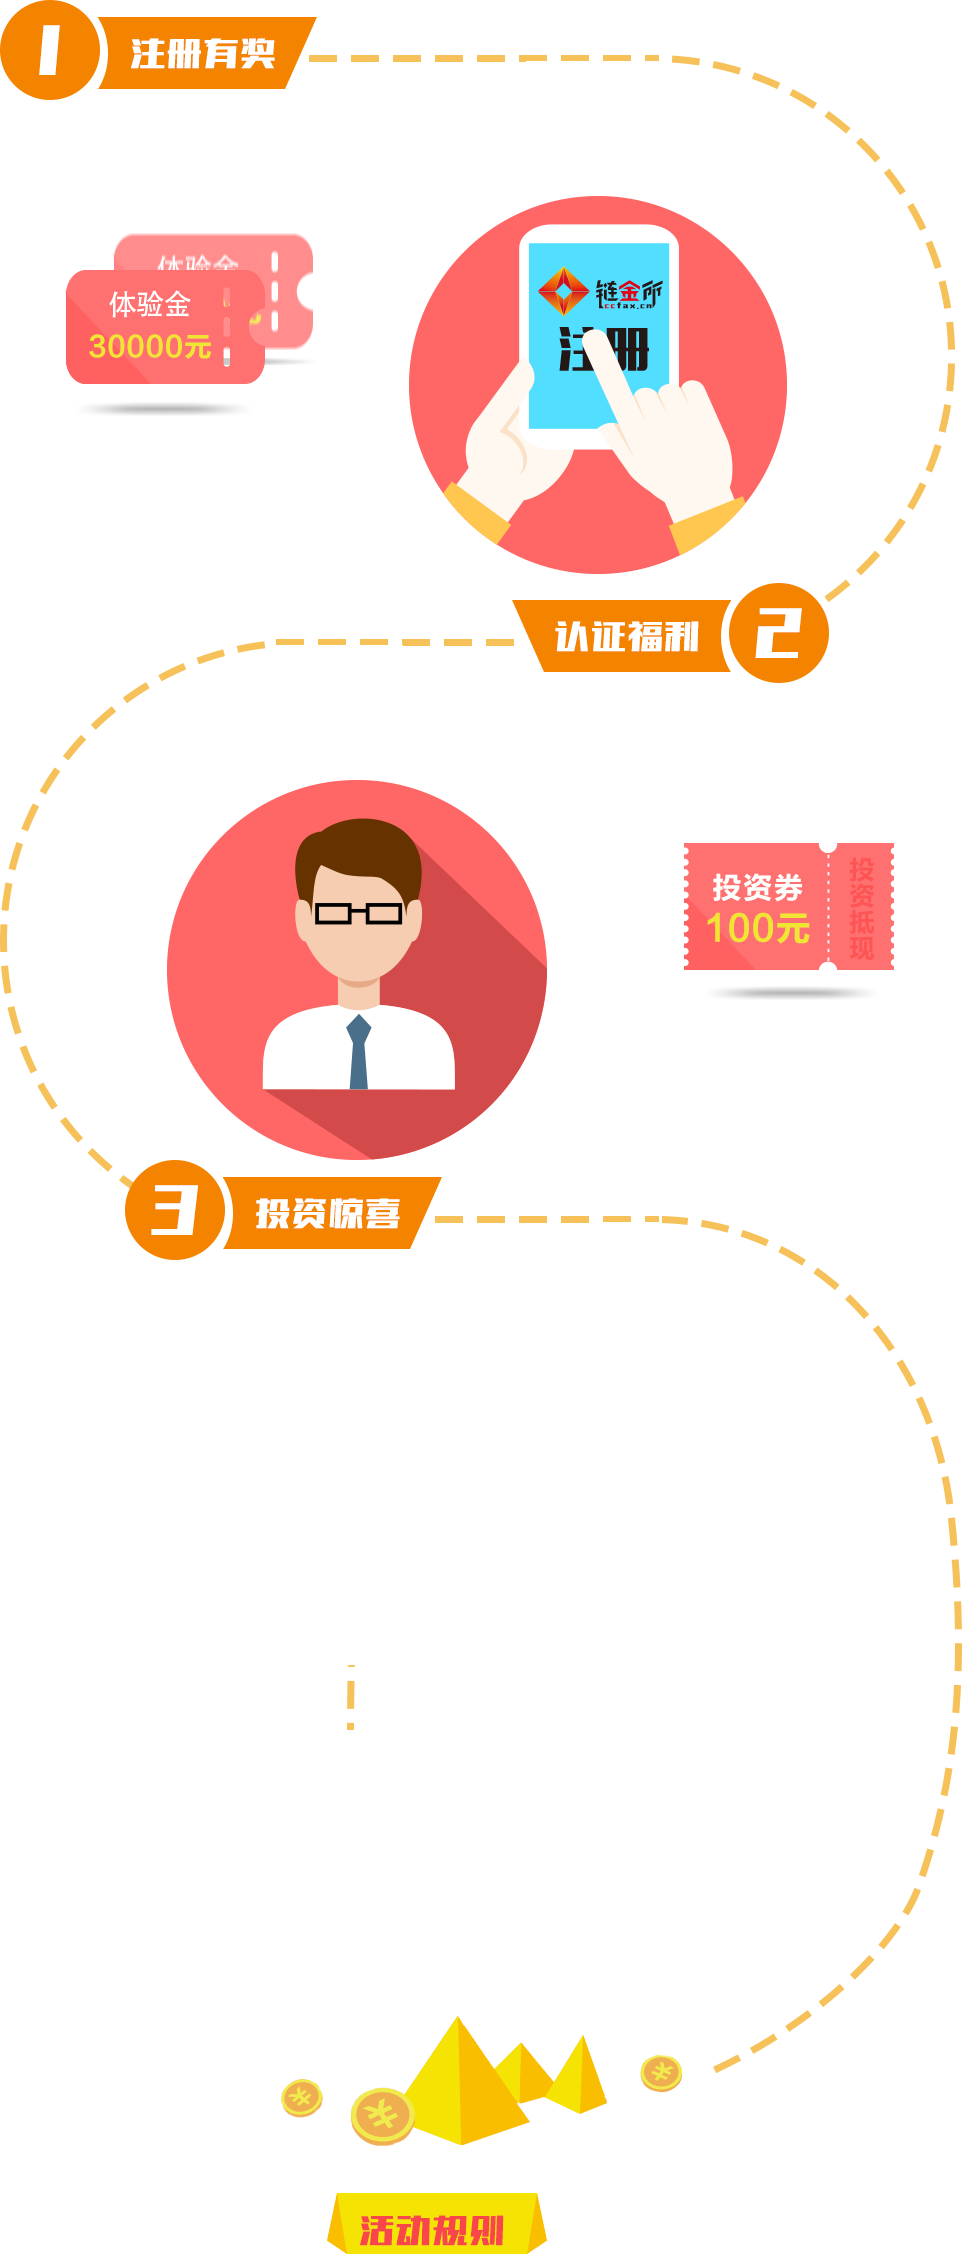 1 注册有奖
体验金
体验金
30000元
链金所
ccfax.cn
注册
认证福利 2
投资券
100元
投资抵现
3 投资惊喜
活动规则